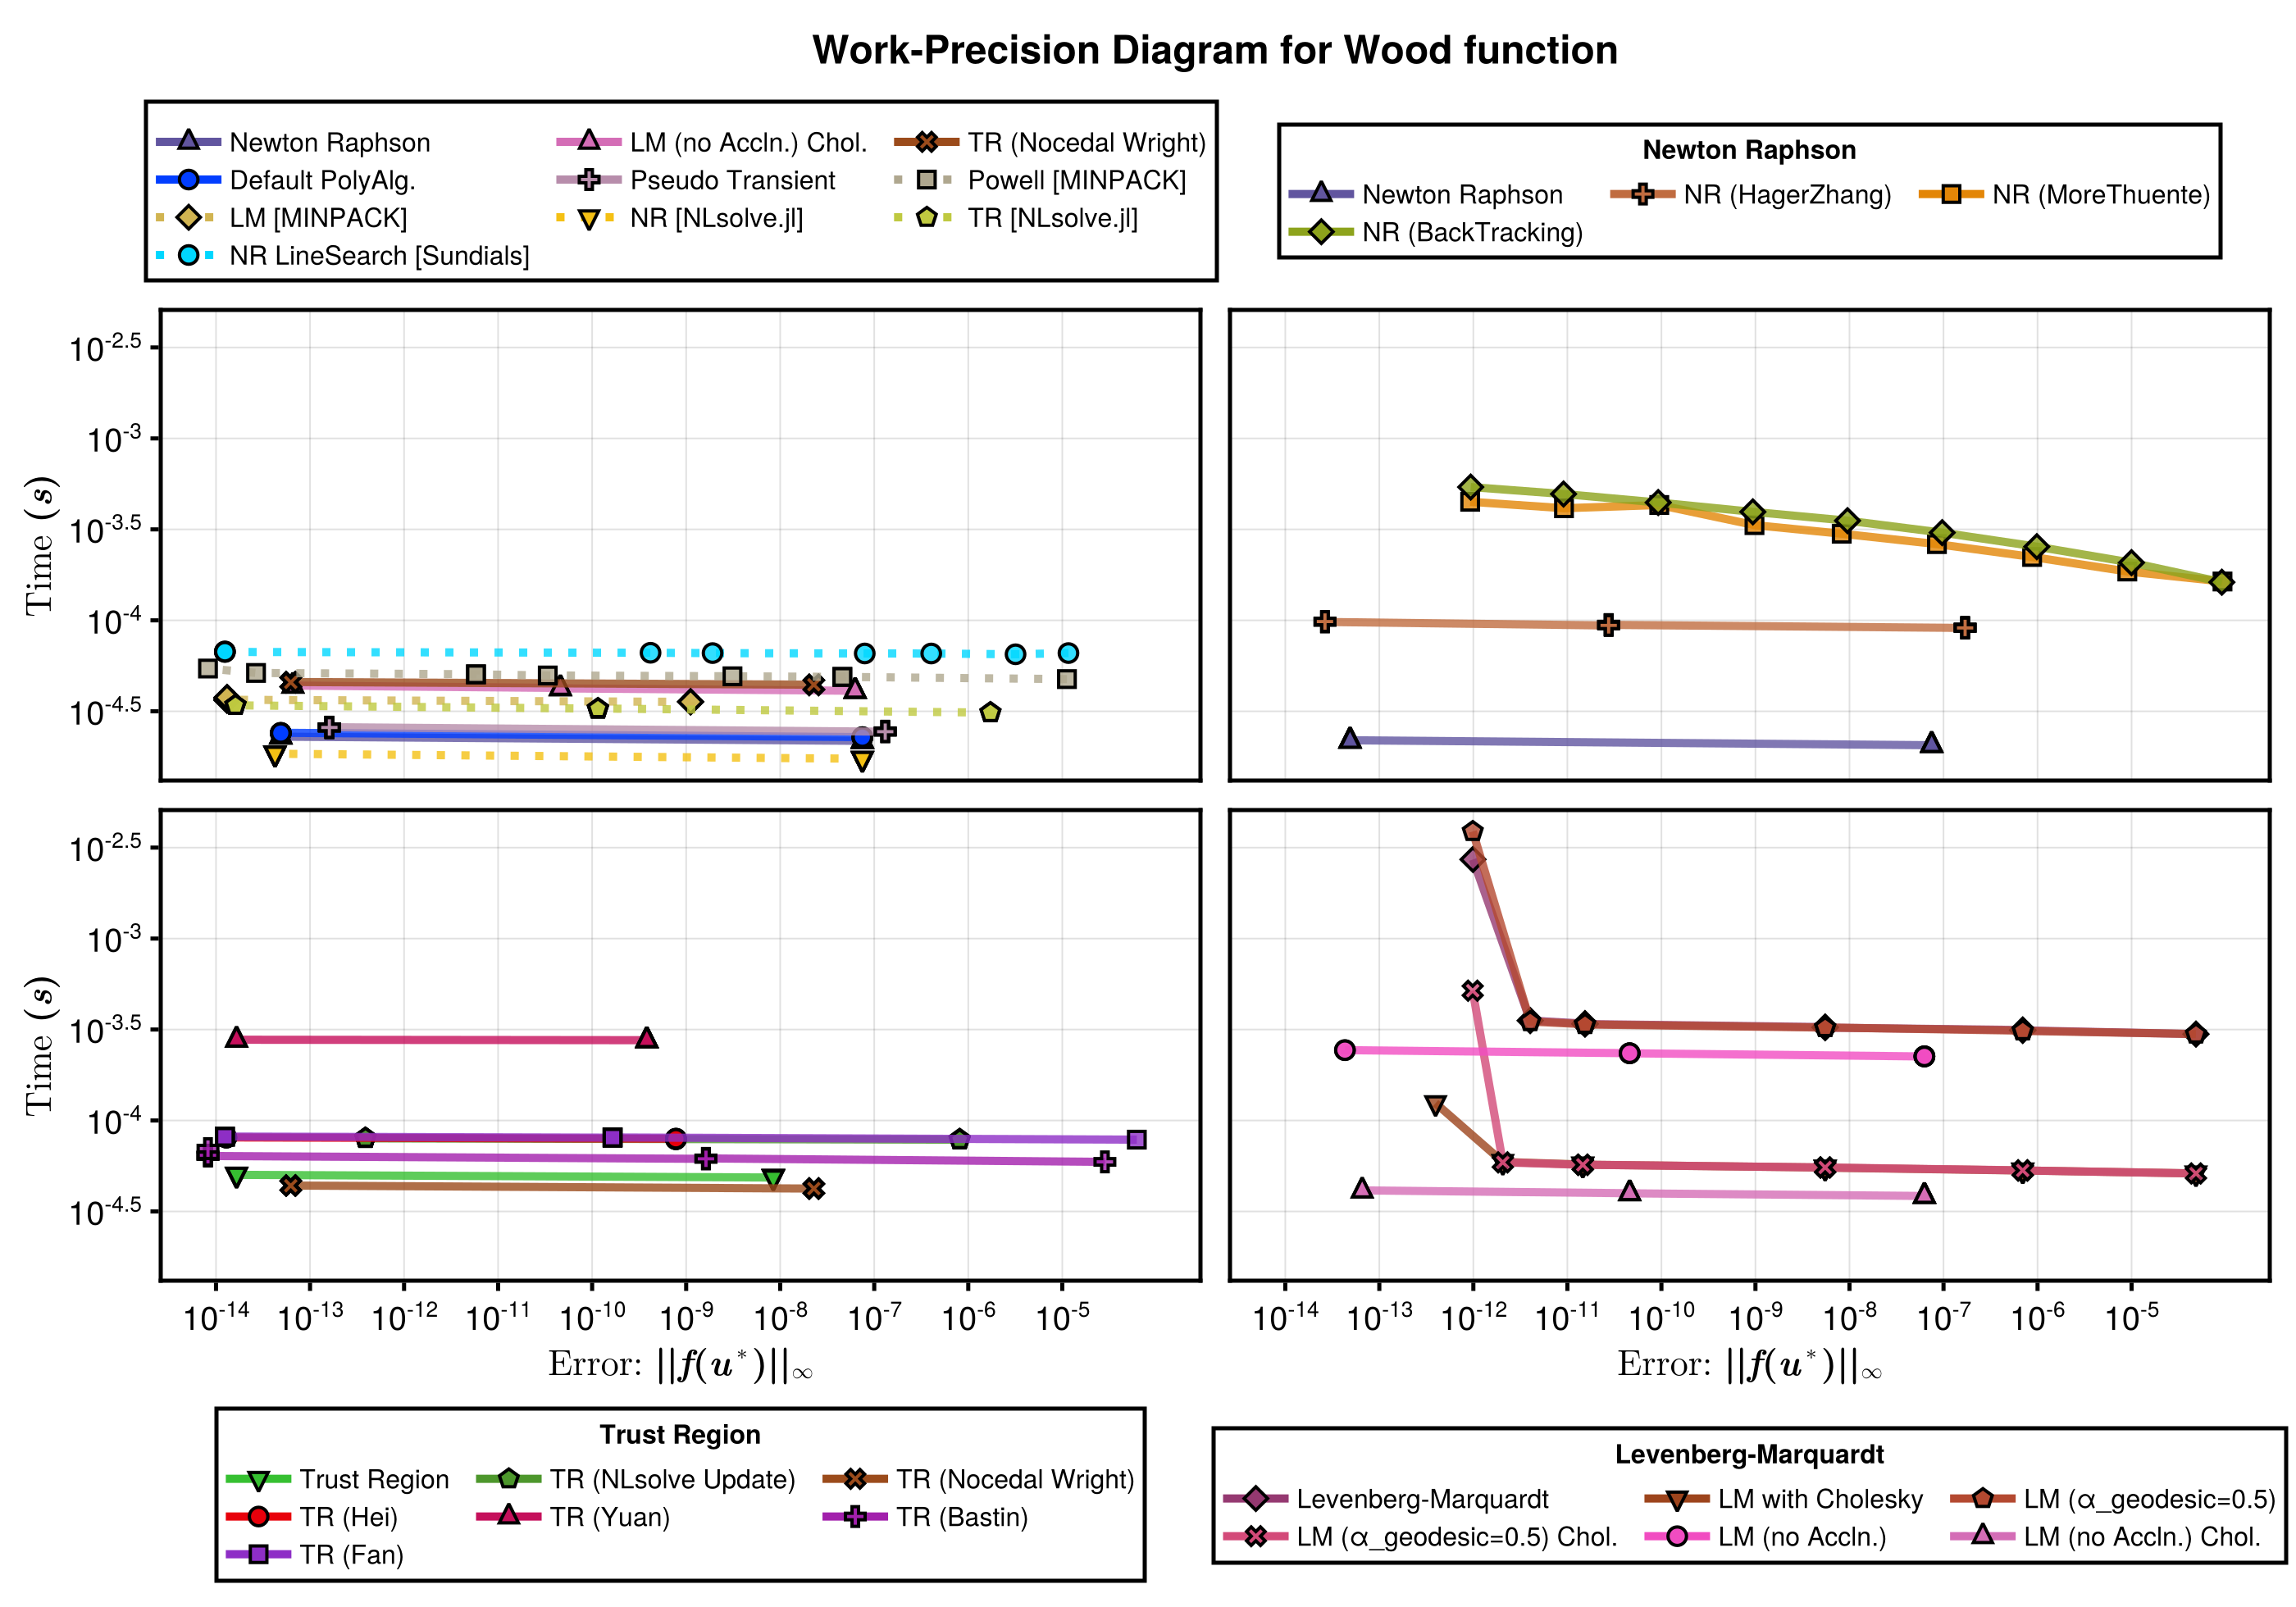 Work-Precision Diagram for Wood function
Newton Raphson LM (no Accln.) Chol. TR (Nocedal Wright)
Default PolyAlg. Pseudo Transient Powell [MINPACK]
LM [MINPACK] NR [NLsolve.jl] TR [NLsolve.jl]
NR LineSearch [Sundials]
Newton Raphson
Newton Raphson NR (HagerZhang) NR (MoreThuente)
NR (BackTracking)
10^-2.5
10^-3
10^-3.5
10^-4
10^-4.5
Time (s)
10^-2.5
10^-3
10^-3.5
10^-4
10^-4.5
Time (s)
10^-14 10^-13 10^-12 10^-11 10^-10 10^-9 10^-8 10^-7 10^-6 10^-5
Error: ||f(u*)||∞
10^-14 10^-13 10^-12 10^-11 10^-10 10^-9 10^-8 10^-7 10^-6 10^-5
Error: ||f(u*)||∞
Trust Region
Trust Region TR (NLsolve Update) TR (Nocedal Wright)
TR (Hei) TR (Yuan) TR (Bastin)
TR (Fan)
Levenberg-Marquardt
Levenberg-Marquardt LM with Cholesky LM (α_geodesic=0.5)
LM (α_geodesic=0.5) Chol. LM (no Accln.) LM (no Accln.) Chol.